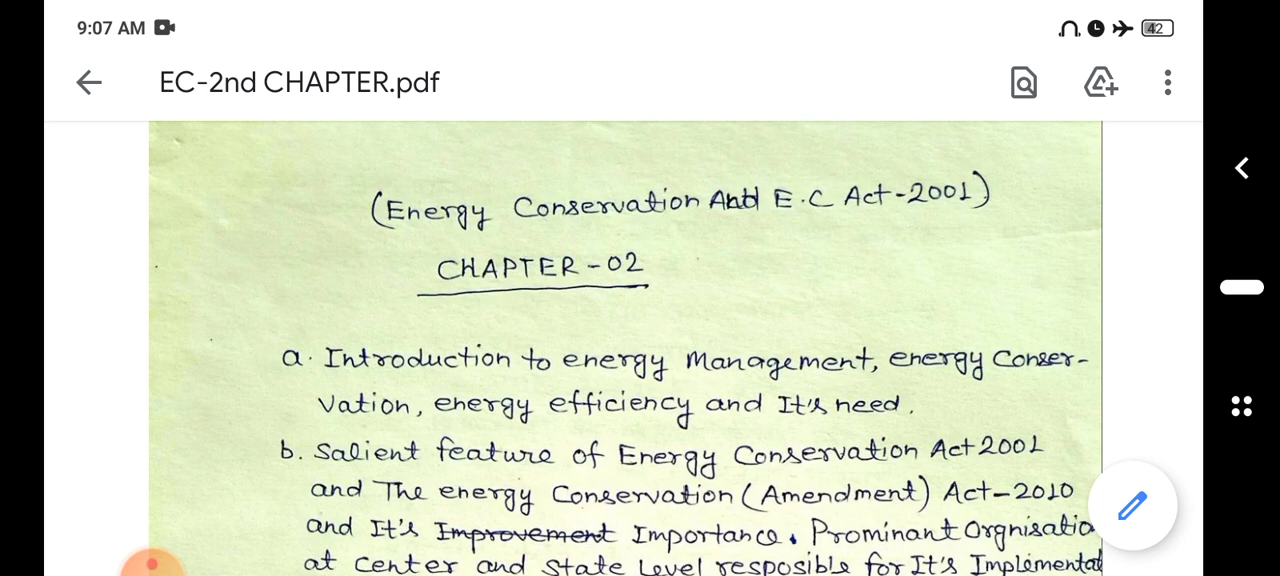 9:07 AM
42
EC-2nd CHAPTER.pdf
(Energy Conservation And E.C Act-2001)
CHAPTER-02
a. Introduction to energy Management, energy Conser-
vation, energy efficiency and It's need.
b. Salient feature of Energy Conservation Act 2001
and The energy Conservation (Amendment) Act-2010
and It's Improvement Importance. Prominant Orgnisatio
at center and State Level resposible for It's Implemental